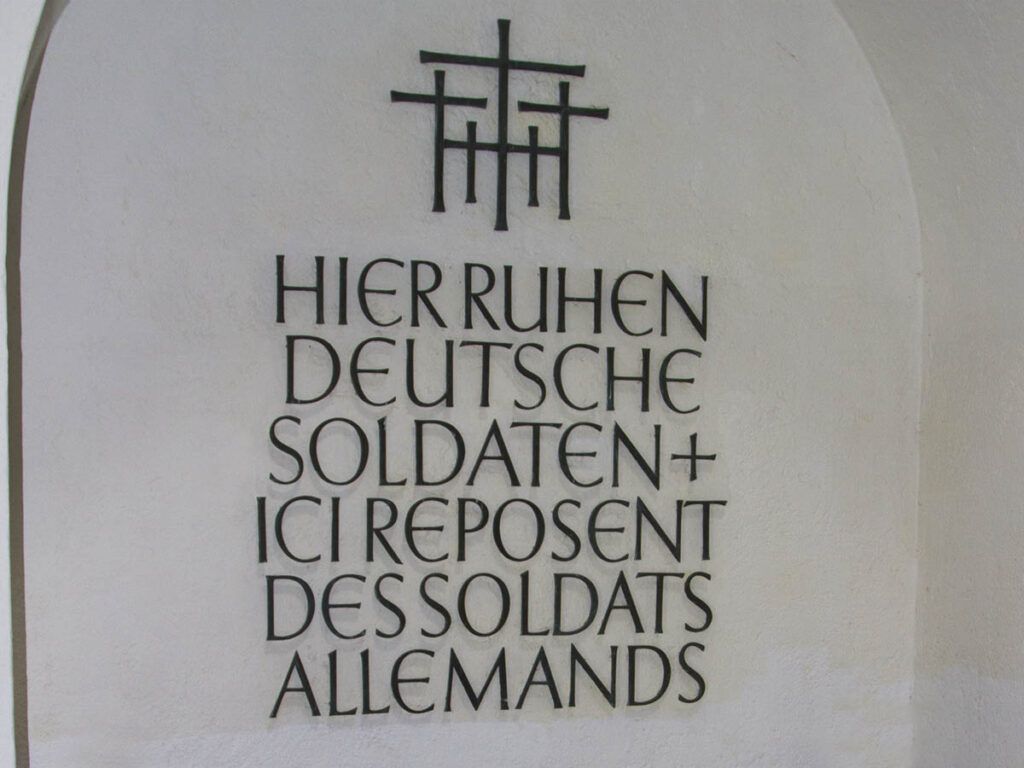 HIER RUHEN
DEUTSCHE
SOLDATEN +
ICI REPOSENT
DES SOLDATS
ALLEMANDS